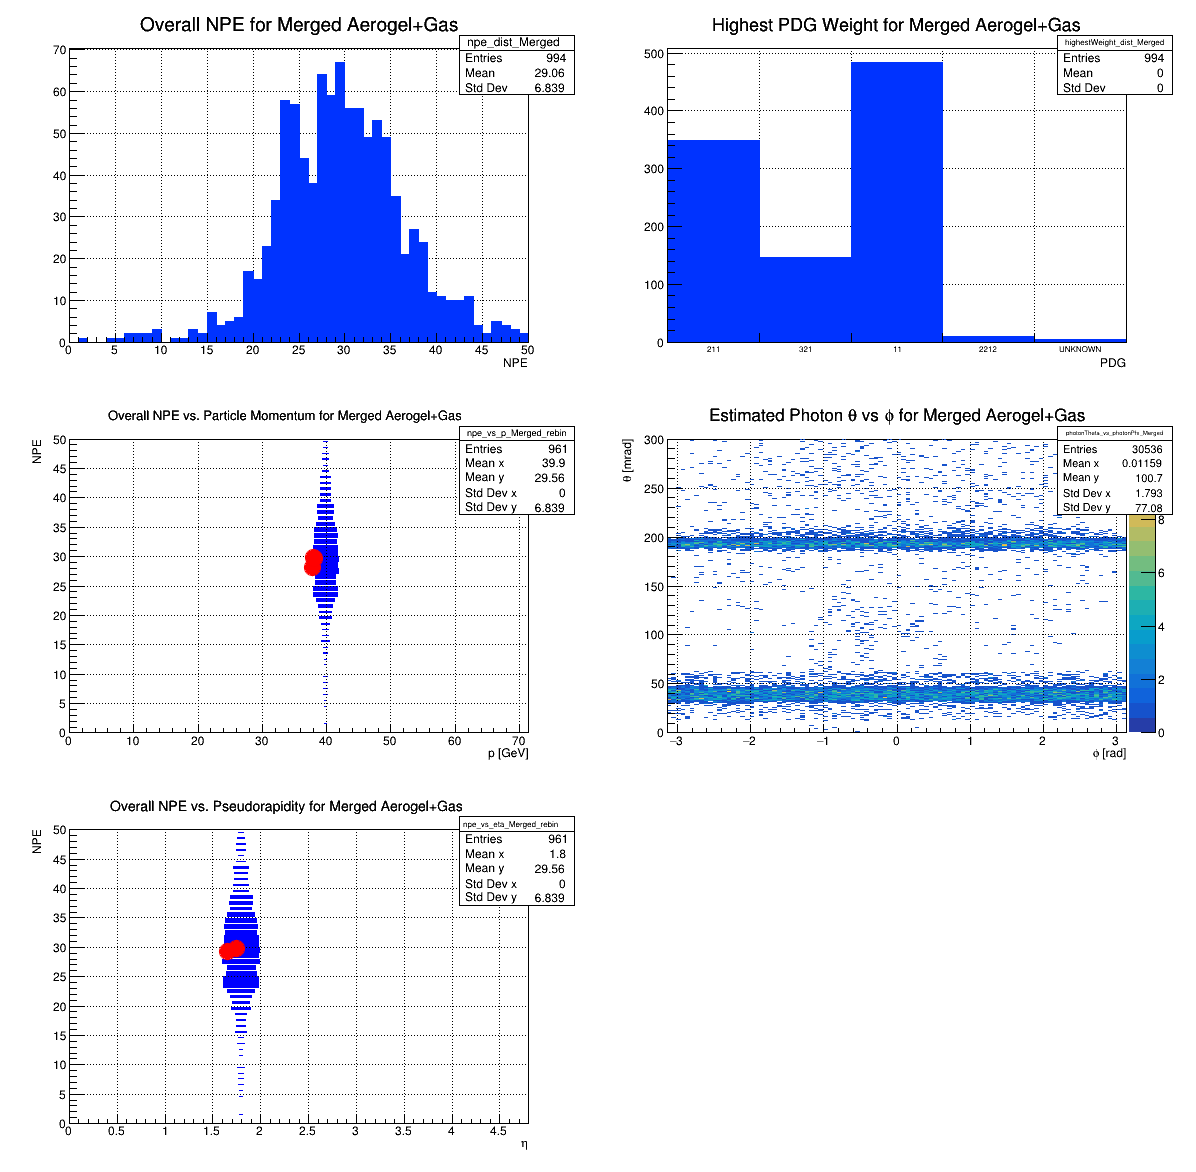 Overall NPE for Merged Aerogel+Gas
npe_dist_Merged
Entries 994
Mean 29.06
Std Dev 6.839
70
60
50
40
30
20
10
0
0 5 10 15 20 25 30 35 40 45 50
NPE
Highest PDG Weight for Merged Aerogel+Gas
highestWeight_dist_Merged
Entries 994
Mean 0
Std Dev 0
500
400
300
200
100
0
211 321 11 2212 UNKNOWN
PDG
Overall NPE vs. Particle Momentum for Merged Aerogel+Gas
npe_vs_p_Merged_rebin
Entries 961
Mean x 39.9
Mean y 29.56
Std Dev x 0
Std Dev y 6.839
NPE
50
45
40
35
30
25
20
15
10
5
0
0 10 20 30 40 50 60 70
p [GeV]
Estimated Photon θ vs ϕ for Merged Aerogel+Gas
photonTheta_vs_photonPhi_Merged
Entries 30536
Mean x 0.01159
Mean y 100.7
Std Dev x 1.793
Std Dev y 77.08
θ [mrad]
300
250
200
150
100
50
0
−3 −2 −1 0 1 2 3
ϕ [rad]
8
6
4
2
0
Overall NPE vs. Pseudorapidity for Merged Aerogel+Gas
npe_vs_eta_Merged_rebin
Entries 961
Mean x 1.8
Mean y 29.56
Std Dev x 0
Std Dev y 6.839
NPE
50
45
40
35
30
25
20
15
10
5
0
0 0.5 1 1.5 2 2.5 3 3.5 4 4.5
η